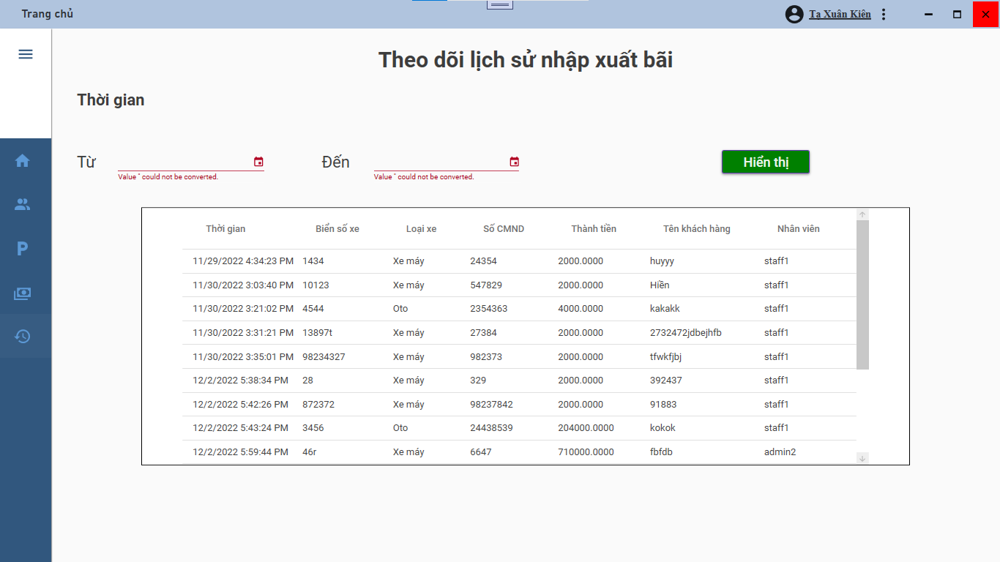 Trang chủ
Tạ Xuân Kiên
Theo dõi lịch sử nhập xuất bãi
Thời gian
Từ
Value '' could not be converted.
Đến
Value '' could not be converted.
Hiển thị
Thời gian Biển số xe Loại xe Số CMND Thành tiền Tên khách hàng Nhân viên
11/29/2022 4:34:23 PM 1434 Xe máy 24354 2000.0000 huyyy staff1
11/30/2022 3:03:40 PM 10123 Xe máy 547829 2000.0000 Hiền staff1
11/30/2022 3:21:02 PM 4544 Oto 2354363 4000.0000 kakakk staff1
11/30/2022 3:31:21 PM 13897t Xe máy 27384 2000.0000 2732472jdbejhfb staff1
11/30/2022 3:35:01 PM 98234327 Xe máy 982373 2000.0000 tfwkfjbj staff1
12/2/2022 5:38:34 PM 28 Xe máy 329 2000.0000 392437 staff1
12/2/2022 5:42:26 PM 872372 Xe máy 98237842 2000.0000 91883 staff1
12/2/2022 5:43:24 PM 3456 Oto 24438539 204000.0000 kokok staff1
12/2/2022 5:59:44 PM 46r Xe máy 6647 710000.0000 fbfdb admin2